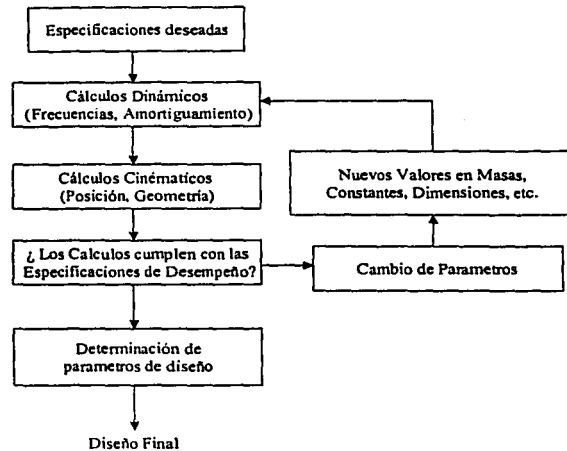 Especificaciones deseadas
Cálculos Dinámicos
(Frecuencias, Amortiguamiento)
Cálculos Cinématicos
(Posición, Geometría)
¿ Los Calculos cumplen con las
Especificaciones de Desempeño?
Nuevos Valores en Masas,
Constantes, Dimensiones, etc.
Cambio de Parametros
Determinación de
parametros de diseño
Diseño Final